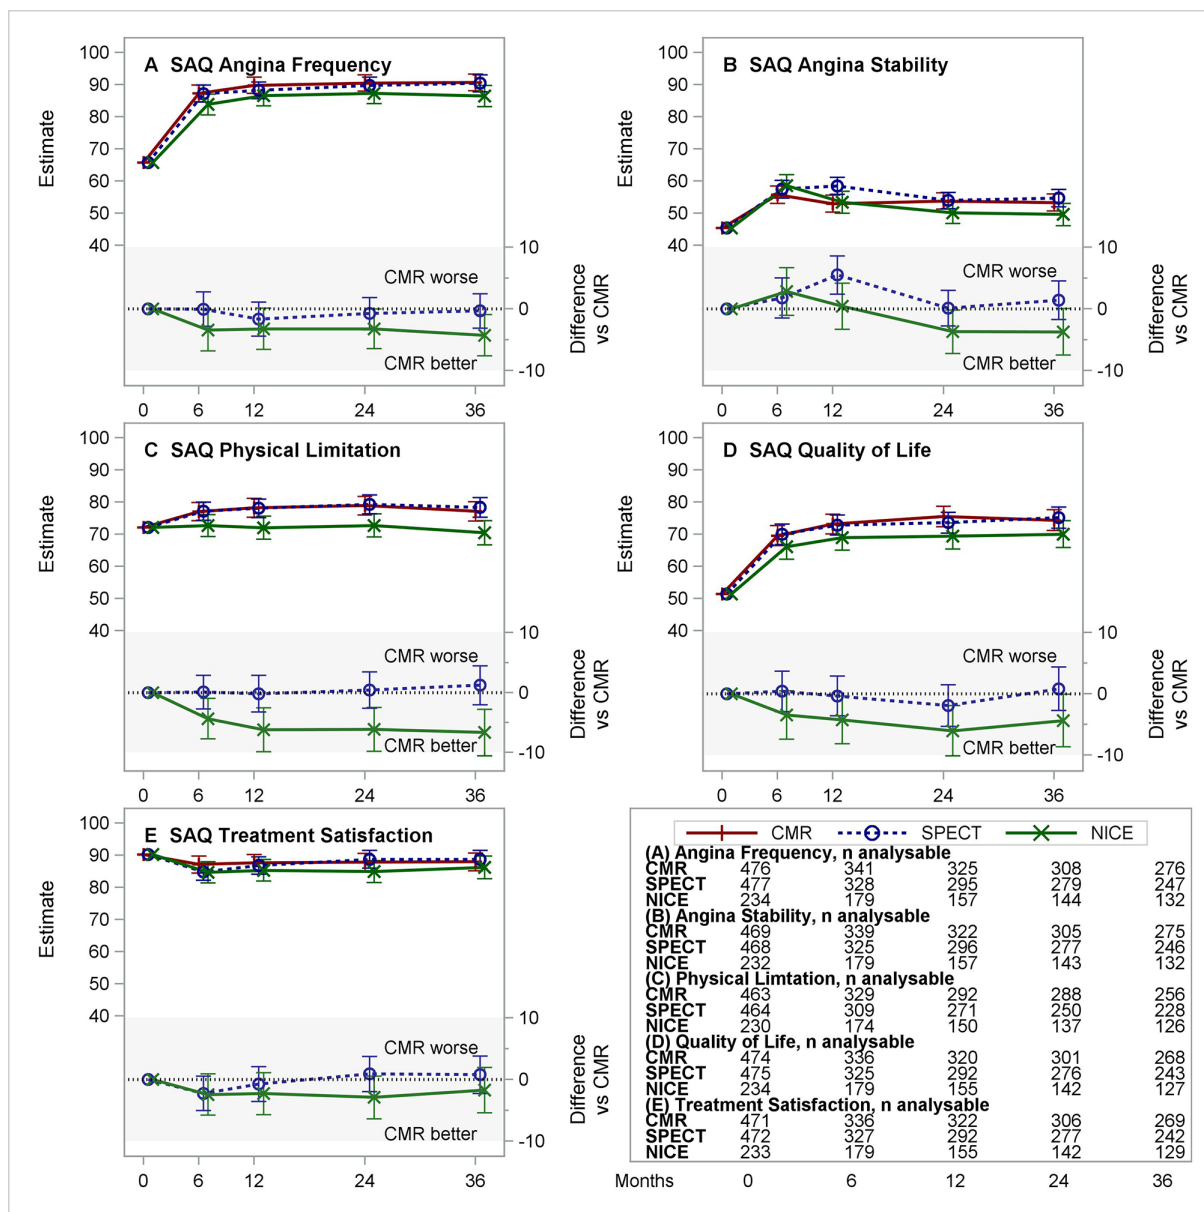 A SAQ Angina Frequency
100
90
80
70
60
50
40
Estimate
CMR worse
CMR better
10
0
-10
Difference
vs CMR
0 6 12 24 36
B SAQ Angina Stability
100
90
80
70
60
50
40
Estimate
CMR worse
CMR better
10
0
-10
Difference
vs CMR
0 6 12 24 36
C SAQ Physical Limitation
100
90
80
70
60
50
40
Estimate
CMR worse
CMR better
10
0
-10
Difference
vs CMR
0 6 12 24 36
D SAQ Quality of Life
100
90
80
70
60
50
40
Estimate
CMR worse
CMR better
10
0
-10
Difference
vs CMR
0 6 12 24 36
E SAQ Treatment Satisfaction
100
90
80
70
60
50
40
Estimate
CMR worse
CMR better
10
0
-10
Difference
vs CMR
0 6 12 24 36
CMR SPECT NICE
(A) Angina Frequency, n analysable
CMR 476 341 325 308 276
SPECT 477 328 295 279 247
NICE 234 179 157 144 132
(B) Angina Stability, n analysable
CMR 469 339 322 305 275
SPECT 468 325 296 277 246
NICE 232 179 157 143 132
(C) Physical Limtation, n analysable
CMR 463 329 292 288 256
SPECT 464 309 271 250 228
NICE 230 174 150 137 126
(D) Quality of Life, n analysable
CMR 474 336 320 301 268
SPECT 475 325 292 276 243
NICE 234 179 155 142 127
(E) Treatment Satisfaction, n analysable
CMR 471 336 322 306 269
SPECT 472 327 292 277 242
NICE 233 179 155 142 129
Months 0 6 12 24 36